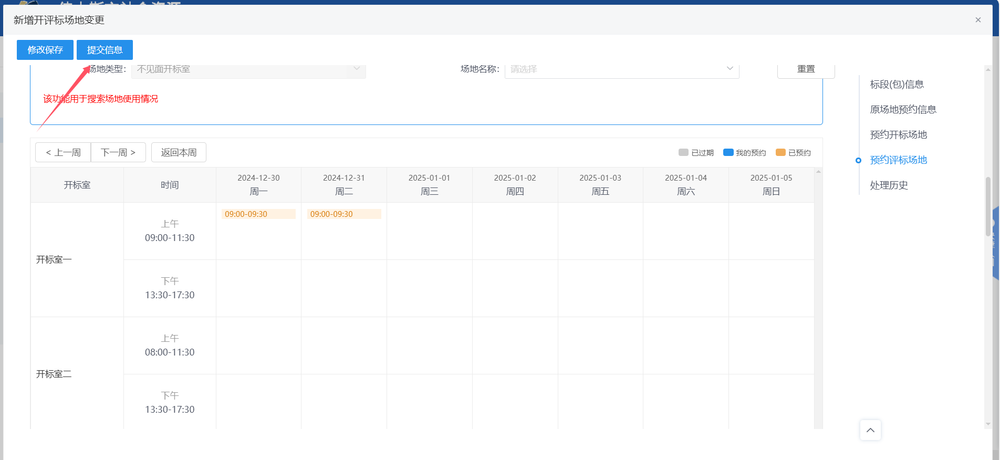 新增开评标场地变更
修改保存 提交信息
场地类型: 不见面开标室 场地名称: 请选择 重置
该功能用于搜索场地使用情况
标段(包)信息
原场地预约信息
预约开标场地
预约评标场地
处理历史
< 上一周 下一周 > 返回本周 已过期 我的预约 已预约
开标室 时间 2024-12-30 2024-12-31 2025-01-01 2025-01-02 2025-01-03 2025-01-04 2025-01-05
周一 周二 周三 周四 周五 周六 周日
09:00-09:30 09:00-09:30
上午
09:00-11:30
开标室一
下午
13:30-17:30
上午
08:00-11:30
开标室二
下午
13:30-17:30